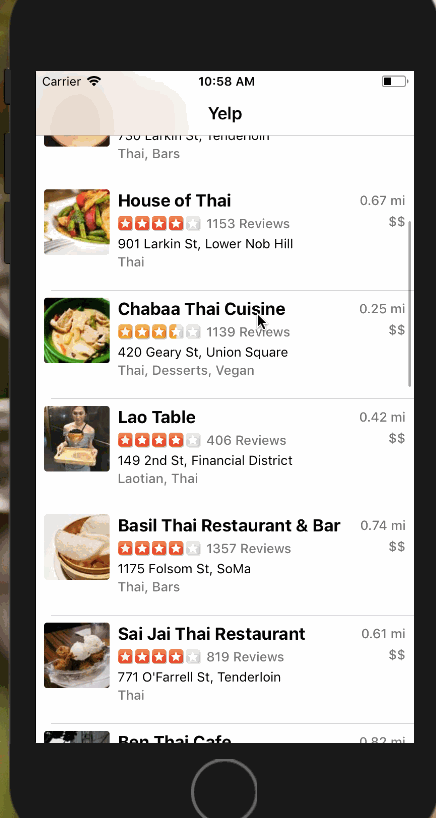 Carrier 10:58 AM
Yelp
730 Larkin St, Tenderloin
Thai, Bars
House of Thai 0.67 mi
1153 Reviews $$
901 Larkin St, Lower Nob Hill
Thai
Chabaa Thai Cuisine 0.25 mi
1139 Reviews $$
420 Geary St, Union Square
Thai, Desserts, Vegan
Lao Table 0.42 mi
406 Reviews $$
149 2nd St, Financial District
Laotian, Thai
Basil Thai Restaurant & Bar 0.74 mi
1357 Reviews $$
1175 Folsom St, SoMa
Thai, Bars
Sai Jai Thai Restaurant 0.61 mi
819 Reviews $$
771 O'Farrell St, Tenderloin
Thai
Ben Thai Cafe 0.82 mi